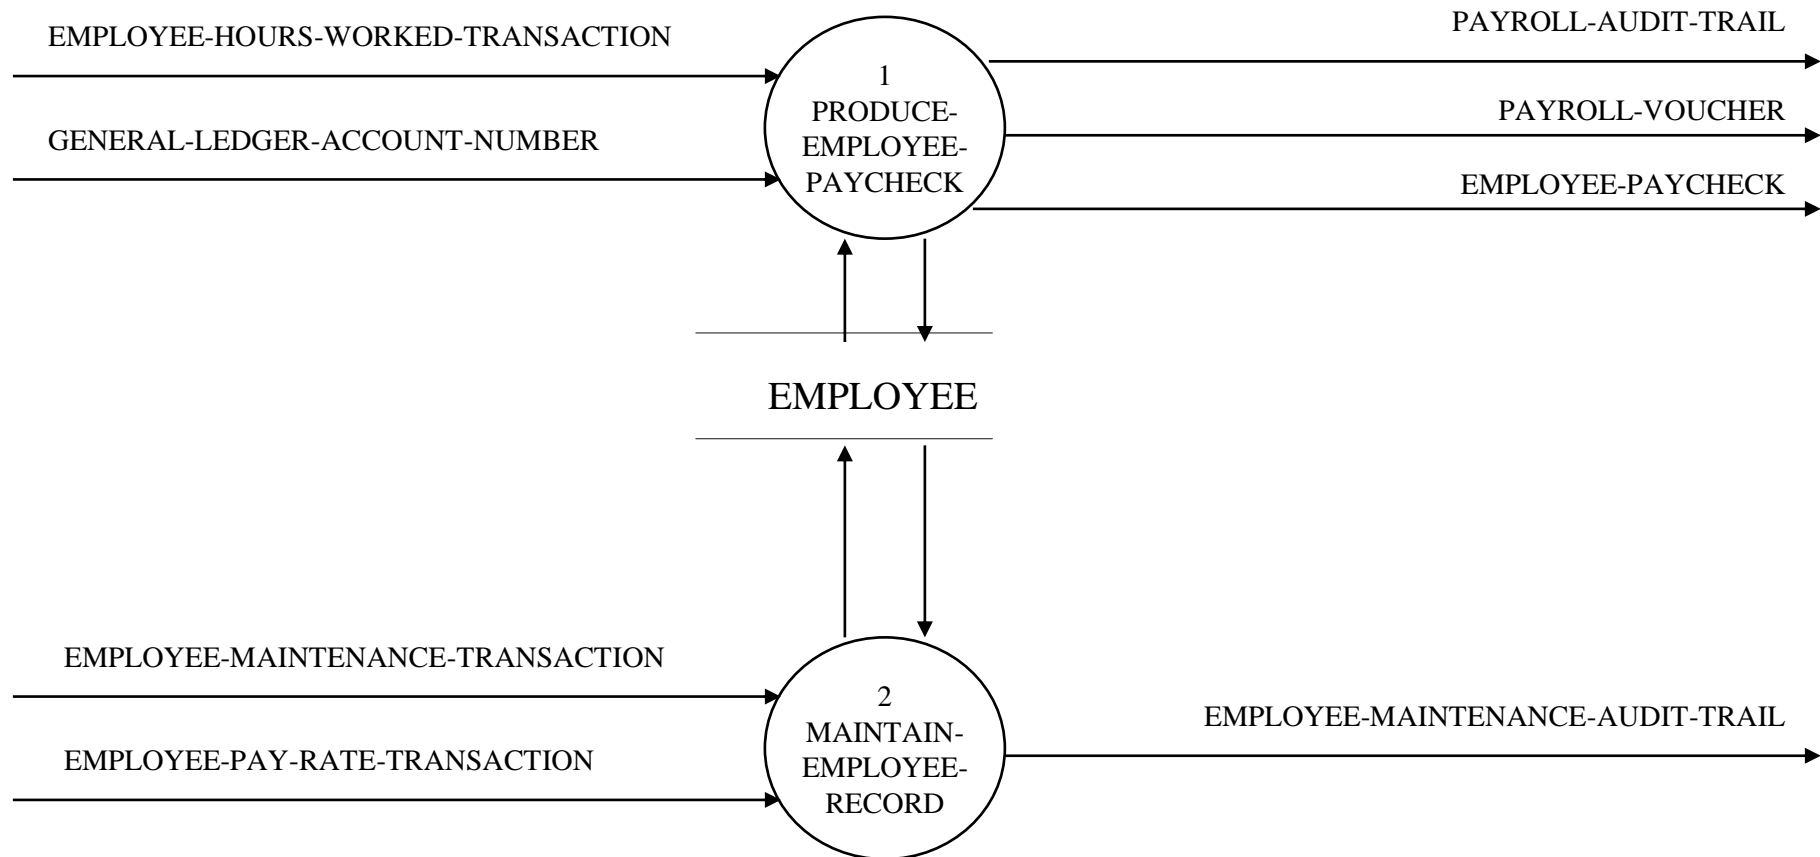 EMPLOYEE-HOURS-WORKED-TRANSACTION
GENERAL-LEDGER-ACCOUNT-NUMBER
1
PRODUCE-
EMPLOYEE-
PAYCHECK
PAYROLL-AUDIT-TRAIL
PAYROLL-VOUCHER
EMPLOYEE-PAYCHECK
EMPLOYEE
EMPLOYEE-MAINTENANCE-TRANSACTION
EMPLOYEE-PAY-RATE-TRANSACTION
2
MAINTAIN-
EMPLOYEE-
RECORD
EMPLOYEE-MAINTENANCE-AUDIT-TRAIL